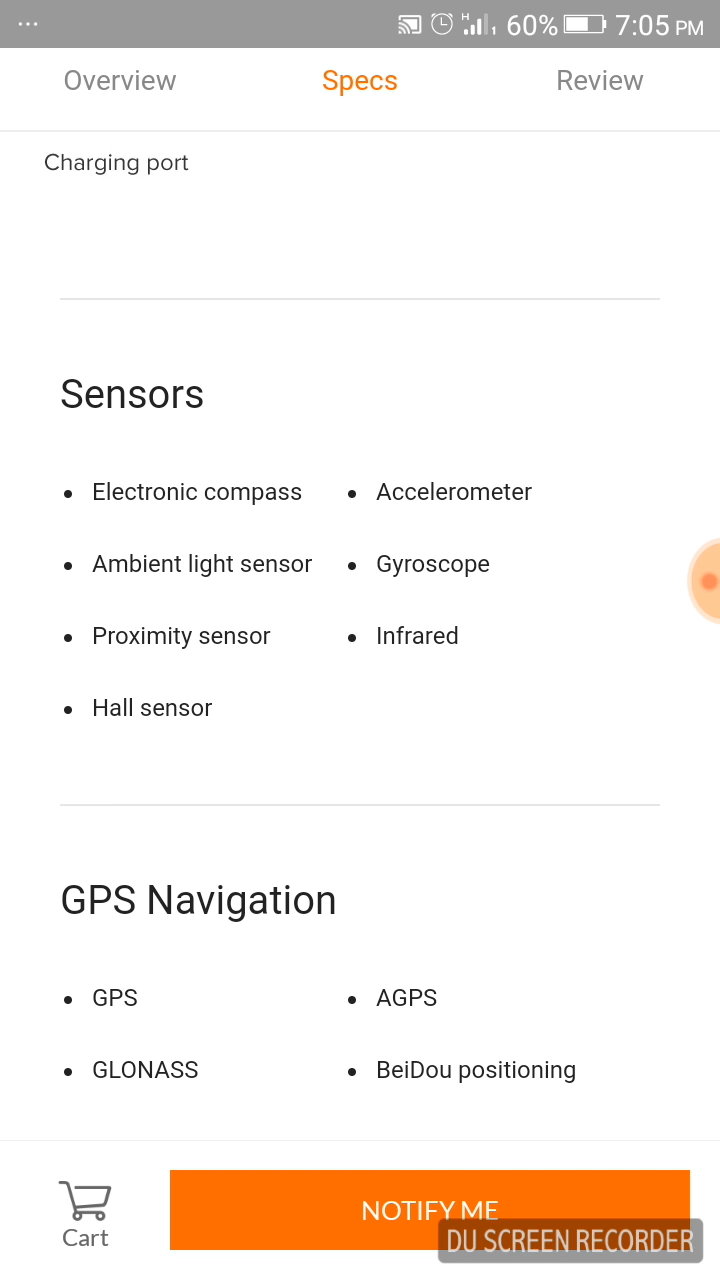 ... H 1 60% 7:05 PM
Overview Specs Review
Charging port
Sensors
• Electronic compass • Accelerometer
• Ambient light sensor • Gyroscope
• Proximity sensor • Infrared
• Hall sensor
GPS Navigation
• GPS • AGPS
• GLONASS • BeiDou positioning
NOTIFY ME
Cart
DU SCREEN RECORDER